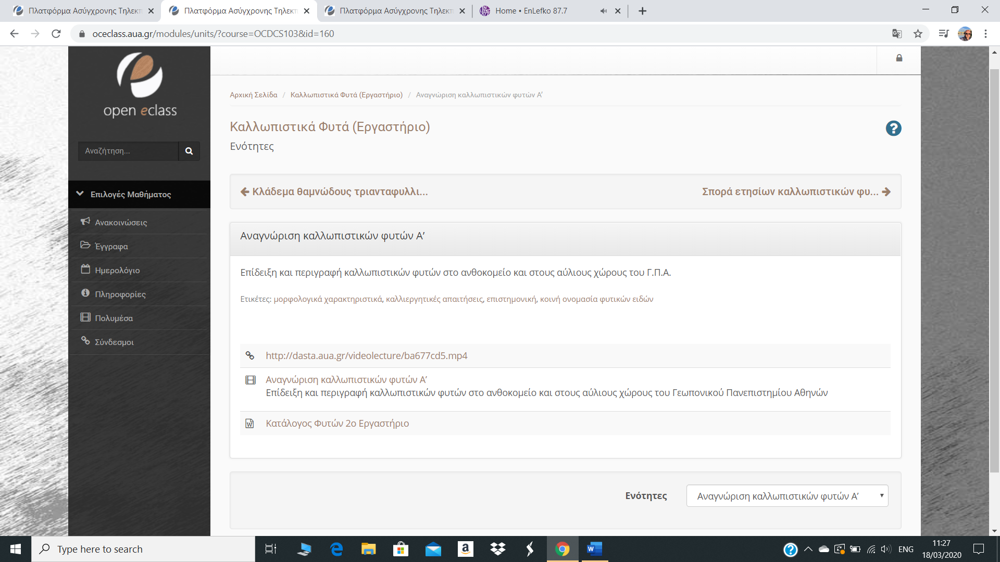 Πλατφόρμα Ασύγχρονης Τηλεκπ
Πλατφόρμα Ασύγχρονης Τηλεκπ
Πλατφόρμα Ασύγχρονης Τηλεκπ
Home • EnLefko 87.7
oceclass.aua.gr/modules/units/?course=OCDCS103&id=160
open eclass
Αναζήτηση...
Επιλογές Μαθήματος
Ανακοινώσεις
Έγγραφα
Ημερολόγιο
Πληροφορίες
Πολυμέσα
Σύνδεσμοι
Αρχική Σελίδα / Καλλωπιστικά Φυτά (Εργαστήριο) / Αναγνώριση καλλωπιστικών φυτών Α’
Καλλωπιστικά Φυτά (Εργαστήριο)
Ενότητες
Κλάδεμα θαμνώδους τριανταφυλλι...
Σπορά ετησίων καλλωπιστικών φυ...
Αναγνώριση καλλωπιστικών φυτών Α’
Επίδειξη και περιγραφή καλλωπιστικών φυτών στο ανθοκομείο και στους αύλιους χώρους του Γ.Π.Α.
Ετικέτες: μορφολογικά χαρακτηριστικά, καλλιεργητικές απαιτήσεις, επιστημονική, κοινή ονομασία φυτικών ειδών
http://dasta.aua.gr/videolecture/ba677cd5.mp4
Αναγνώριση καλλωπιστικών φυτών Α’
Επίδειξη και περιγραφή καλλωπιστικών φυτών στο ανθοκομείο και στους αύλιους χώρους του Γεωπονικού Πανεπιστημίου Αθηνών
Κατάλογος Φυτών 2ο Εργαστήριο
Ενότητες
Αναγνώριση καλλωπιστικών φυτών Α’
Type here to search
ENG
11:27
18/03/2020